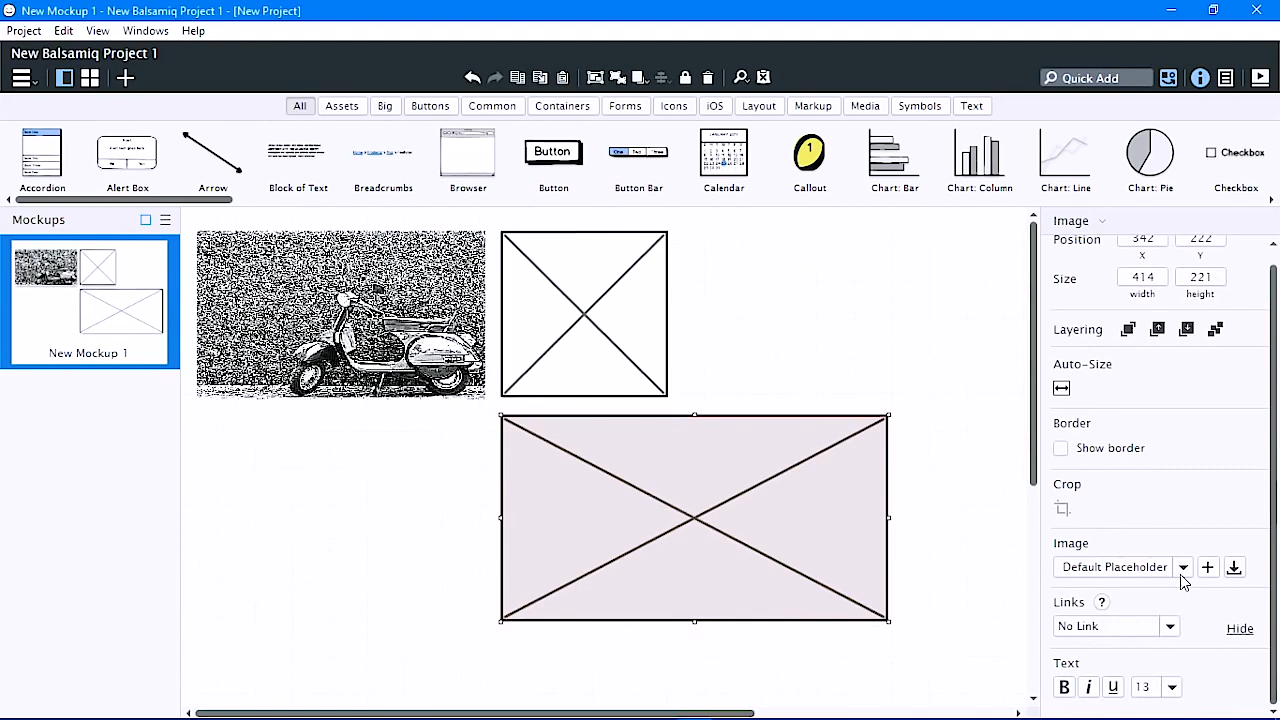 New Mockup 1 - New Balsamiq Project 1 - [New Project]
Project Edit View Windows Help
New Balsamiq Project 1
Quick Add
All Assets Big Buttons Common Containers Forms Icons iOS Layout Markup Media Symbols Text
Button
One Two Three
1
Checkbox
Accordion Alert Box Arrow Block of Text Breadcrumbs Browser Button Button Bar Calendar Callout Chart: Bar Chart: Column Chart: Line Chart: Pie Checkbox
Mockups
New Mockup 1
Image
Position 342 222
X Y
Size 414 221
width height
Layering
Auto-Size
Border
Show border
Crop
Image
Default Placeholder
Links ?
No Link Hide
Text
B i U 13